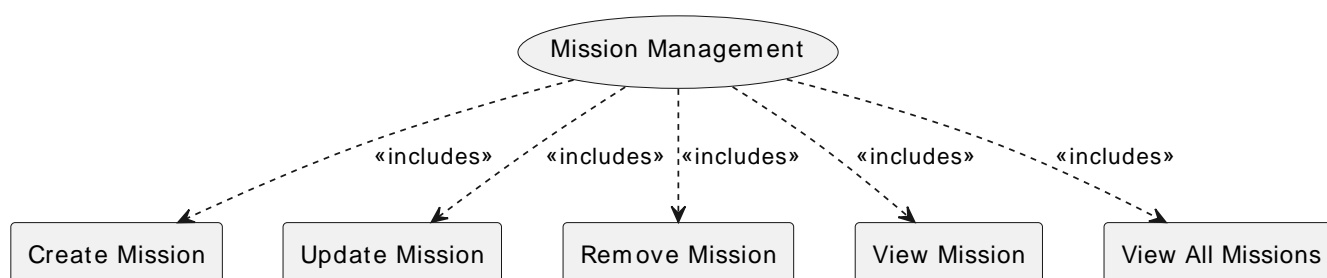 Mission Management
«includes»
«includes»
«includes»
«includes»
«includes»
Create Mission
Update Mission
Remove Mission
View Mission
View All Missions